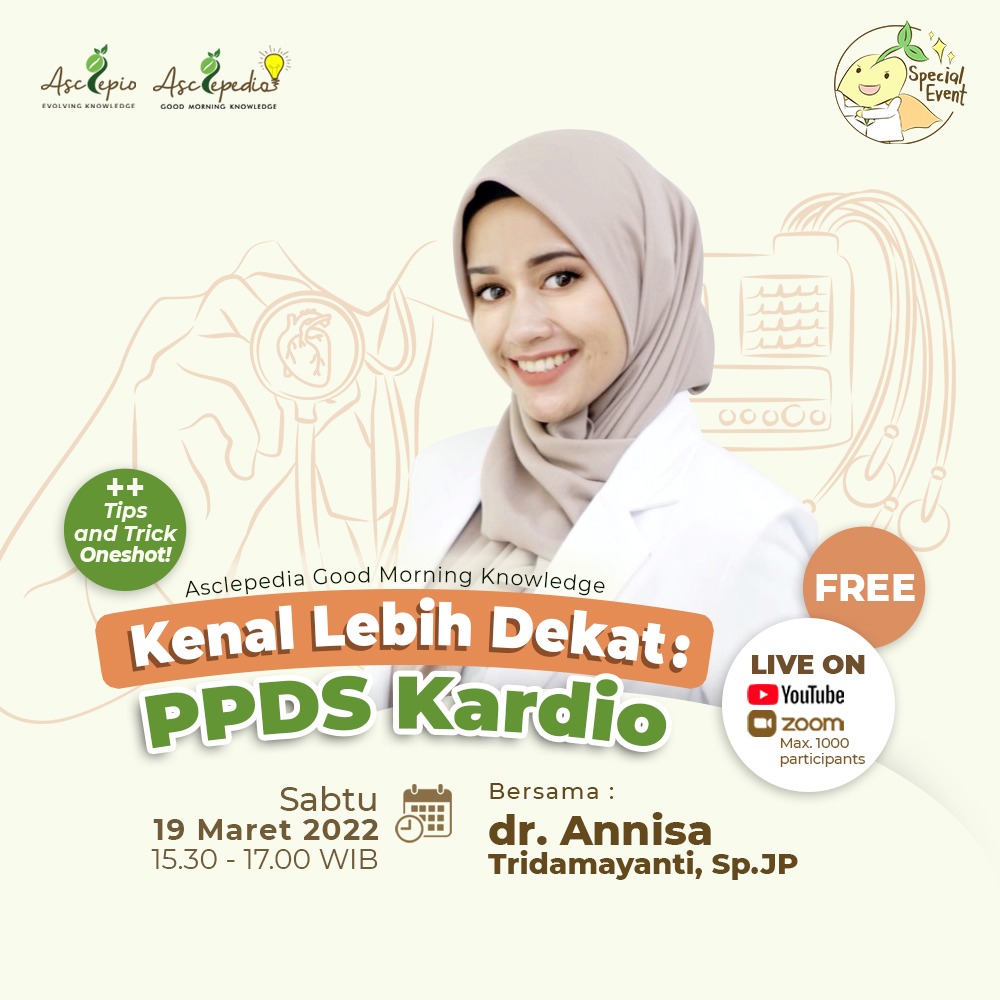 Asclepio
EVOLVING KNOWLEDGE
Asclepedia
GOOD MORNING KNOWLEDGE
Special
Event
++
Tips
and Trick
Oneshot!
Asclepedia Good Morning Knowledge
Kenal Lebih Dekat:
PPDS Kardio
FREE
LIVE ON
YouTube
zoom
Max. 1000
participants
Sabtu
19 Maret 2022
15.30 - 17.00 WIB
Bersama :
dr. Annisa
Tridamayanti, Sp.JP